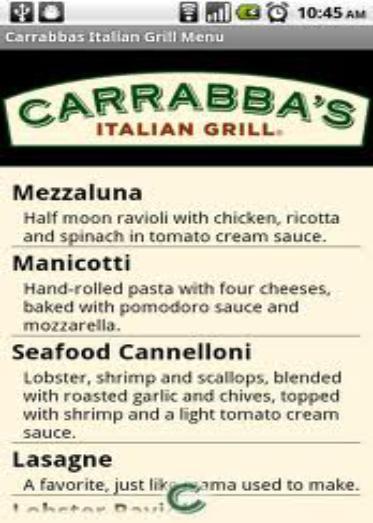 10:45 AM
Carrabbas Italian Grill Menu
CARRABBA'S
ITALIAN GRILL.
Mezzaluna
Half moon ravioli with chicken, ricotta
and spinach in tomato cream sauce.
Manicotti
Hand-rolled pasta with four cheeses,
baked with pomodoro sauce and
mozzarella.
Seafood Cannelloni
Lobster, shrimp and scallops, blended
with roasted garlic and chives, topped
with shrimp and a light tomato cream
sauce.
Lasagne
A favorite, just like mama used to make.
Lobster